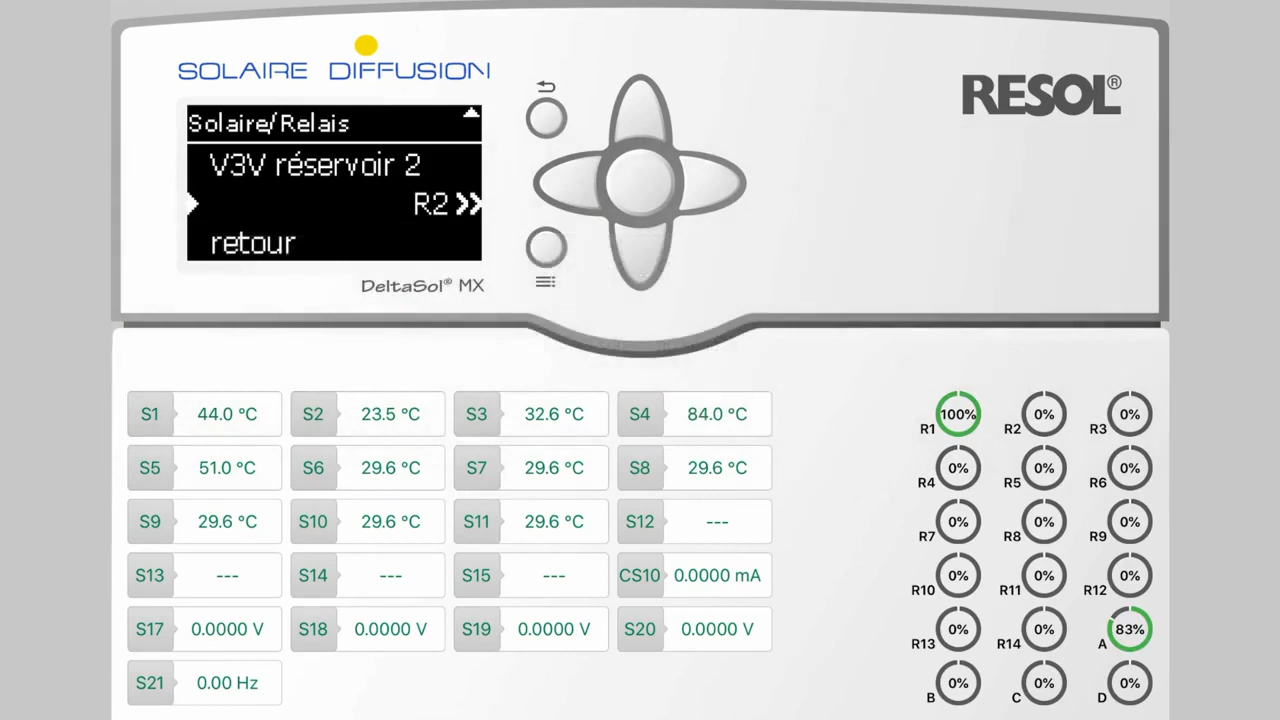 SOLAIRE DIFFUSION
RESOL®
Solaire/Relais
V3V réservoir 2
R2 >>
retour
DeltaSol® MX
S1 44.0 °C S2 23.5 °C S3 32.6 °C S4 84.0 °C
S5 51.0 °C S6 29.6 °C S7 29.6 °C S8 29.6 °C
S9 29.6 °C S10 29.6 °C S11 29.6 °C S12 ---
S13 --- S14 --- S15 --- CS10 0.0000 mA
S17 0.0000 V S18 0.0000 V S19 0.0000 V S20 0.0000 V
S21 0.00 Hz
R1 100% R2 0% R3 0%
R4 0% R5 0% R6 0%
R7 0% R8 0% R9 0%
R10 0% R11 0% R12 0%
R13 0% R14 0% A 83%
B 0% C 0% D 0%